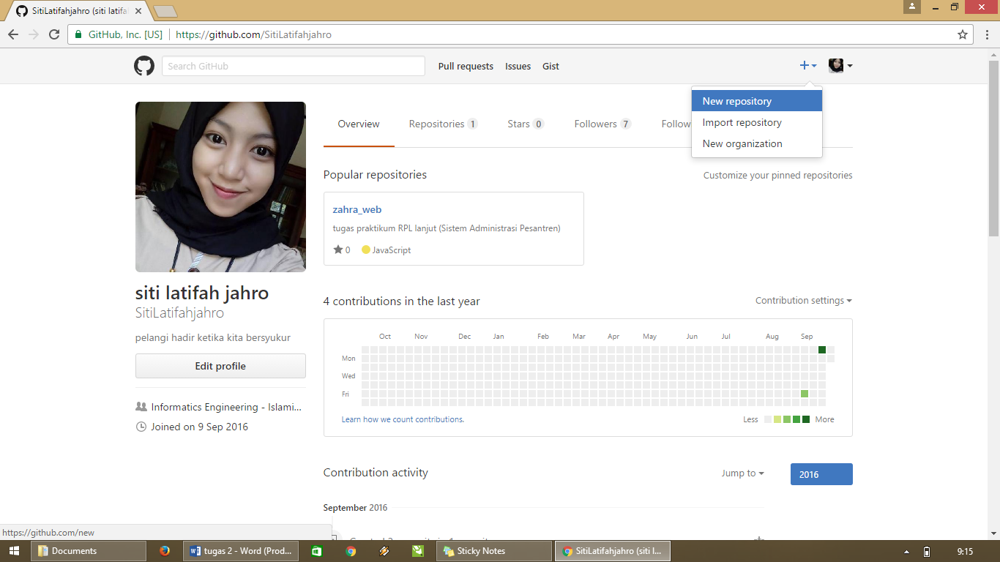 SitiLatifahjahro (siti latifah
GitHub, Inc. [US] https://github.com/SitiLatifahjahro
Search GitHub
Pull requests Issues Gist
New repository
Import repository
New organization
Overview Repositories 1 Stars 0 Followers 7 Follow
Popular repositories
Customize your pinned repositories
zahra_web
tugas praktikum RPL lanjut (Sistem Administrasi Pesantren)
0 JavaScript
siti latifah jahro
SitiLatifahjahro
pelangi hadir ketika kita bersyukur
Edit profile
Informatics Engineering - Islami...
Joined on 9 Sep 2016
4 contributions in the last year
Contribution settings
Oct Nov Dec Jan Feb Mar Apr May Jun Jul Aug Sep
Mon
Wed
Fri
Learn how we count contributions.
Less More
Contribution activity
Jump to
2016
September 2016
https://github.com/new
Documents
tugas 2 - Word (Prod...
Sticky Notes
SitiLatifahjahro (siti l...
9:15